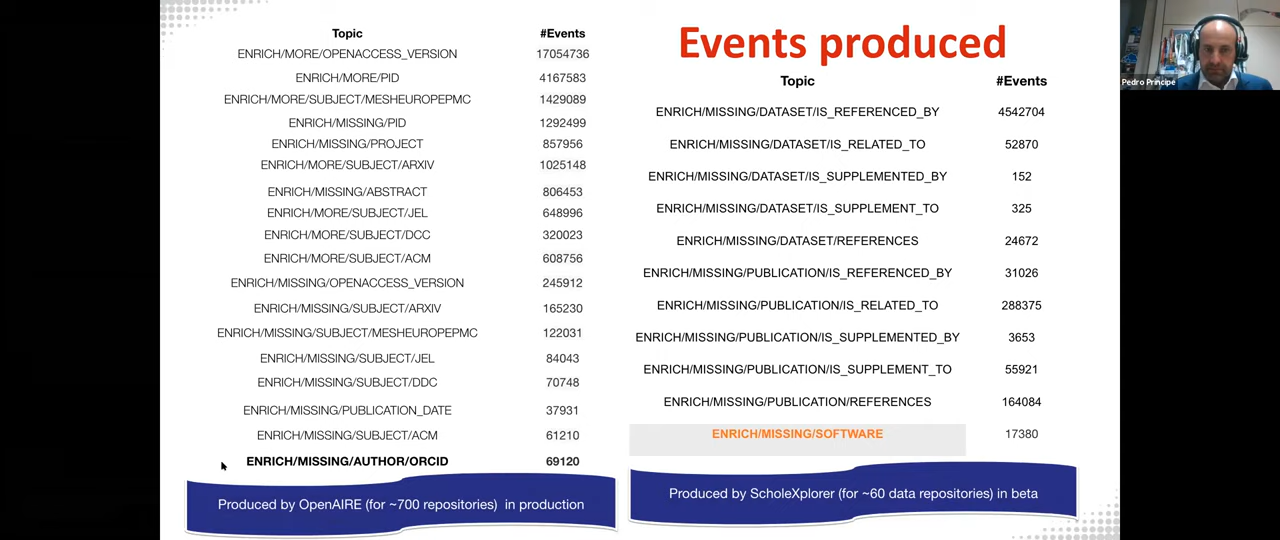 Topic #Events
ENRICH/MORE/OPENACCESS_VERSION 17054736
ENRICH/MORE/PID 4167583
ENRICH/MORE/SUBJECT/MESHEUROPEPMC 1429089
ENRICH/MISSING/PID 1292499
ENRICH/MISSING/PROJECT 857956
ENRICH/MORE/SUBJECT/ARXIV 1025148
ENRICH/MISSING/ABSTRACT 806453
ENRICH/MORE/SUBJECT/JEL 648996
ENRICH/MORE/SUBJECT/DCC 320023
ENRICH/MORE/SUBJECT/ACM 608756
ENRICH/MISSING/OPENACCESS_VERSION 245912
ENRICH/MISSING/SUBJECT/ARXIV 165230
ENRICH/MISSING/SUBJECT/MESHEUROPEPMC 122031
ENRICH/MISSING/SUBJECT/JEL 84043
ENRICH/MISSING/SUBJECT/DDC 70748
ENRICH/MISSING/PUBLICATION_DATE 37931
ENRICH/MISSING/SUBJECT/ACM 61210
ENRICH/MISSING/AUTHOR/ORCID 69120
Produced by OpenAIRE (for ~700 repositories) in production
Events produced
Topic #Events
ENRICH/MISSING/DATASET/IS_REFERENCED_BY 4542704
ENRICH/MISSING/DATASET/IS_RELATED_TO 52870
ENRICH/MISSING/DATASET/IS_SUPPLEMENTED_BY 152
ENRICH/MISSING/DATASET/IS_SUPPLEMENT_TO 325
ENRICH/MISSING/DATASET/REFERENCES 24672
ENRICH/MISSING/PUBLICATION/IS_REFERENCED_BY 31026
ENRICH/MISSING/PUBLICATION/IS_RELATED_TO 288375
ENRICH/MISSING/PUBLICATION/IS_SUPPLEMENTED_BY 3653
ENRICH/MISSING/PUBLICATION/IS_SUPPLEMENT_TO 55921
ENRICH/MISSING/PUBLICATION/REFERENCES 164084
ENRICH/MISSING/SOFTWARE 17380
Produced by ScholeXplorer (for ~60 data repositories) in beta
Pedro Príncipe